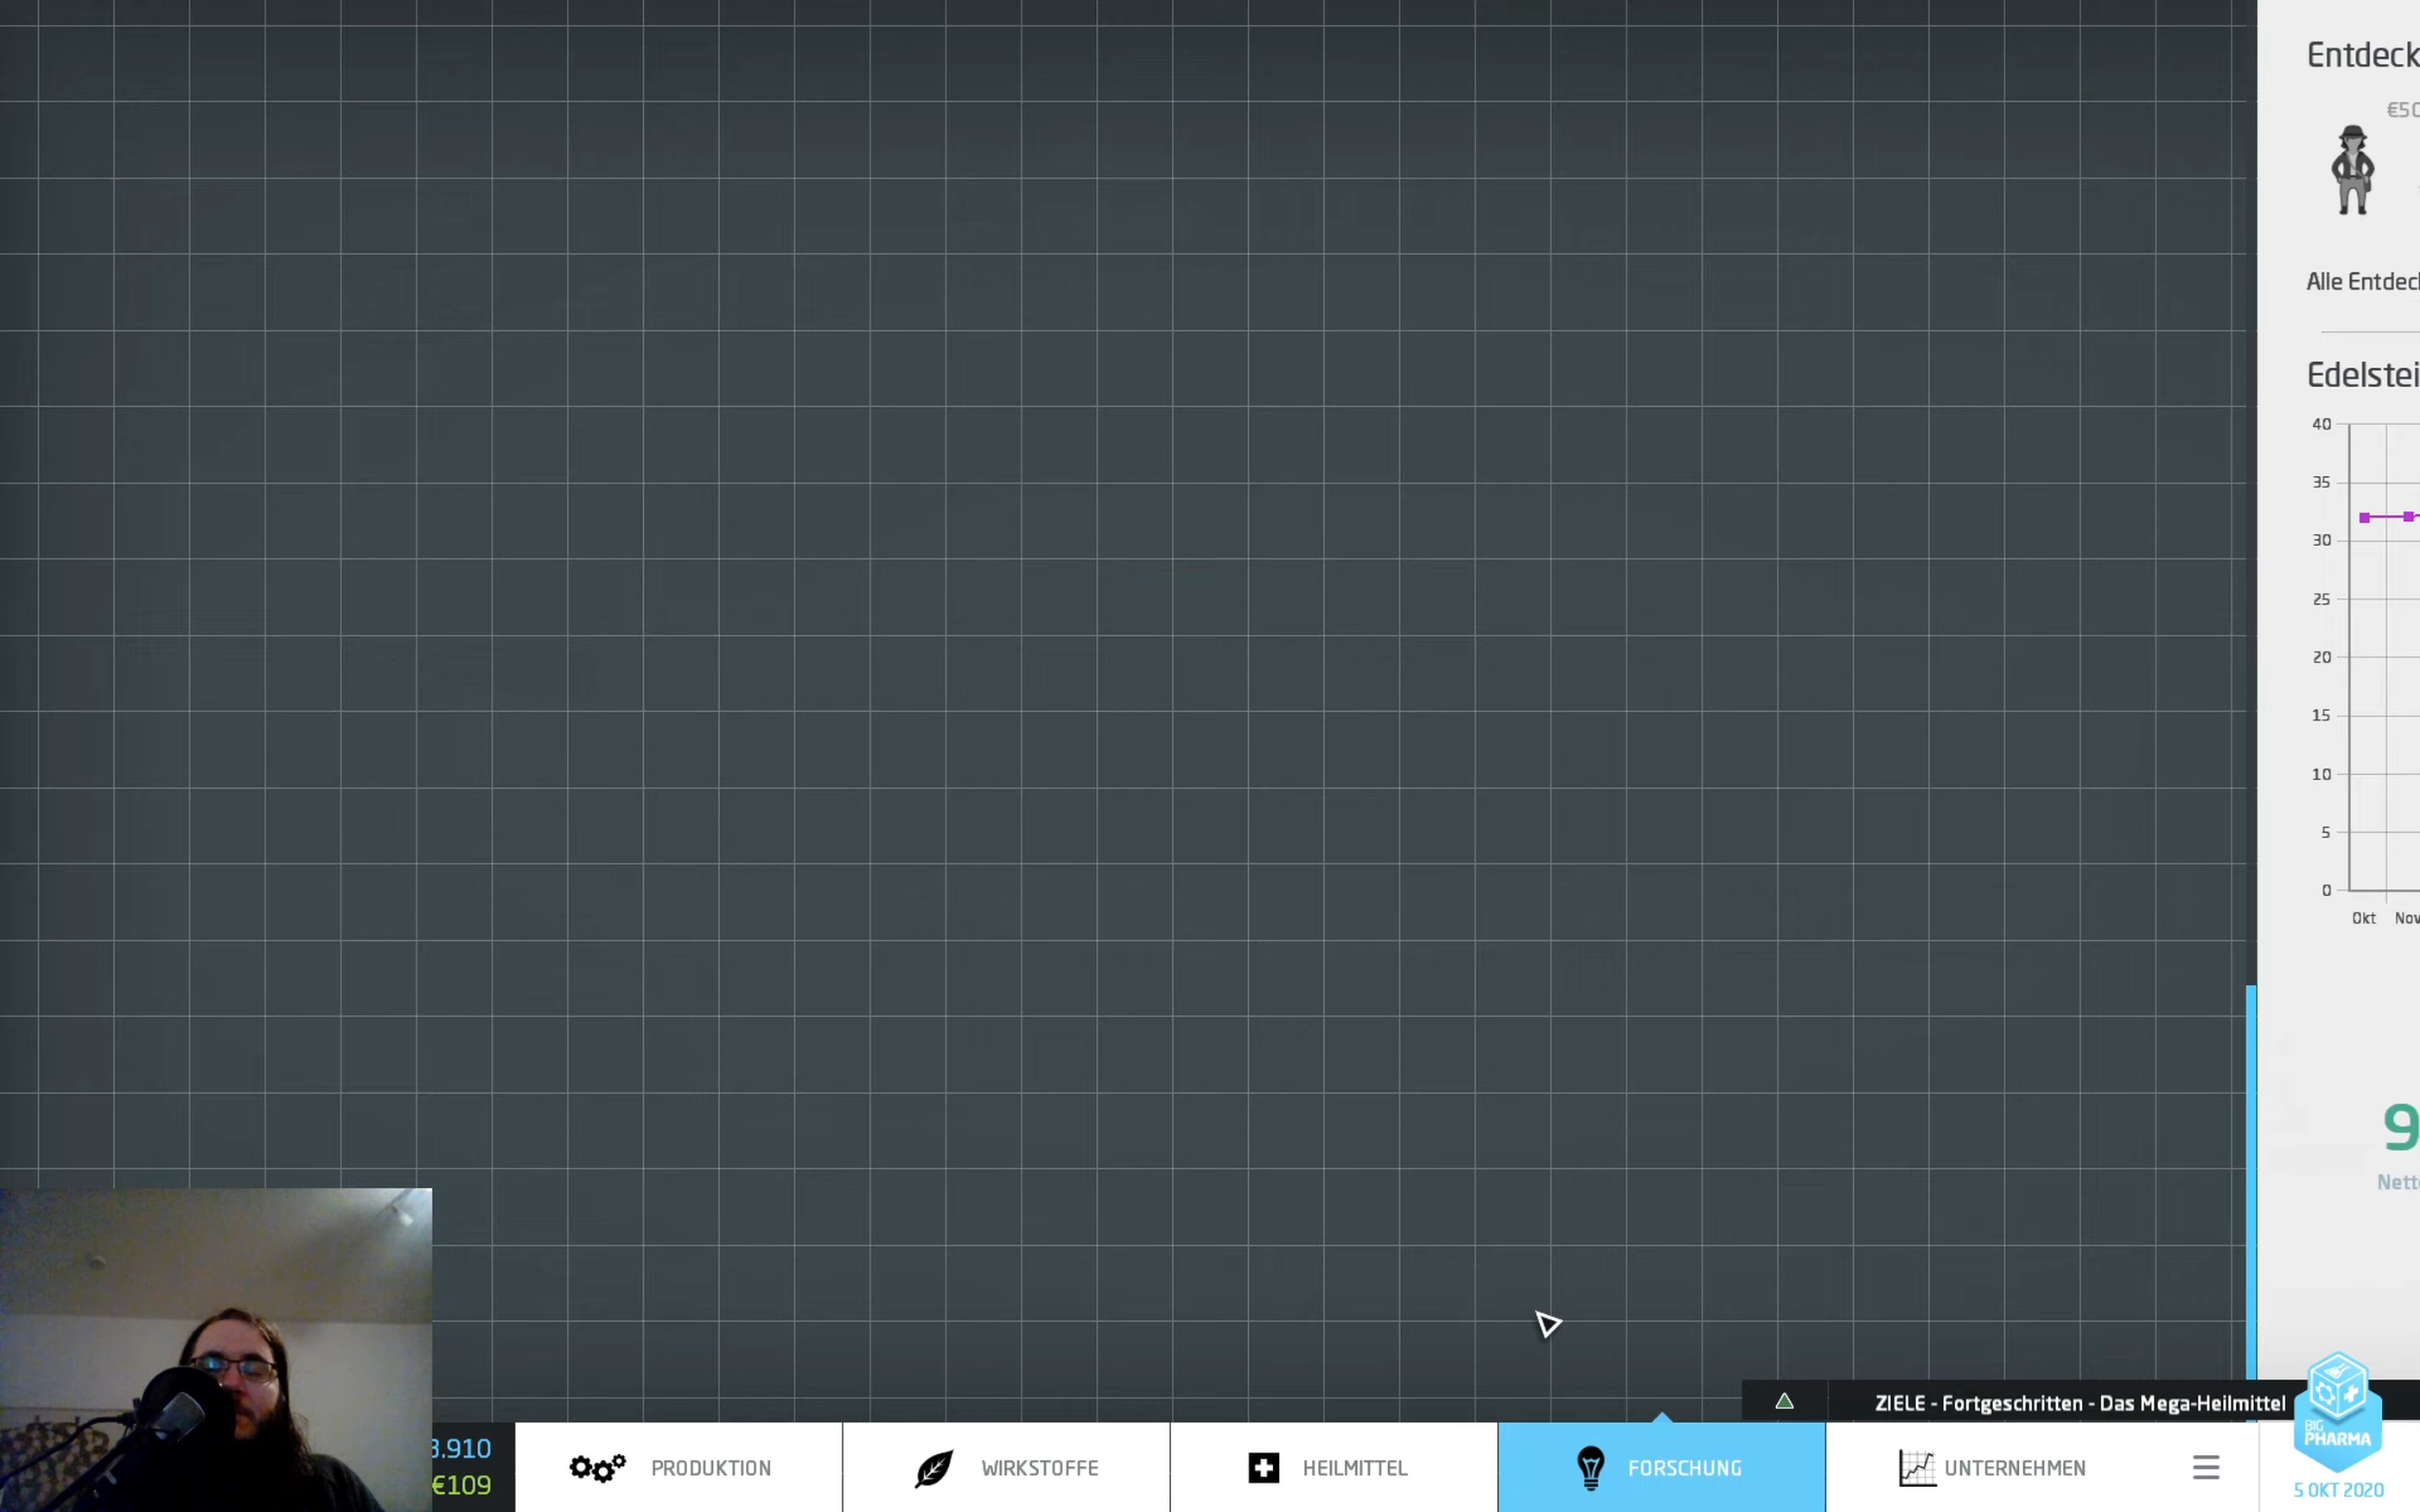 Entdeck
€50
Alle Entdec
Edelstei
40
35
30
25
20
15
10
5
0
Okt Nov
9
Nett
ZIELE - Fortgeschritten - Das Mega-Heilmittel
3.910
€109
PRODUKTION
WIRKSTOFFE
HEILMITTEL
FORSCHUNG
UNTERNEHMEN
BIG
PHARMA
5 OKT 2020